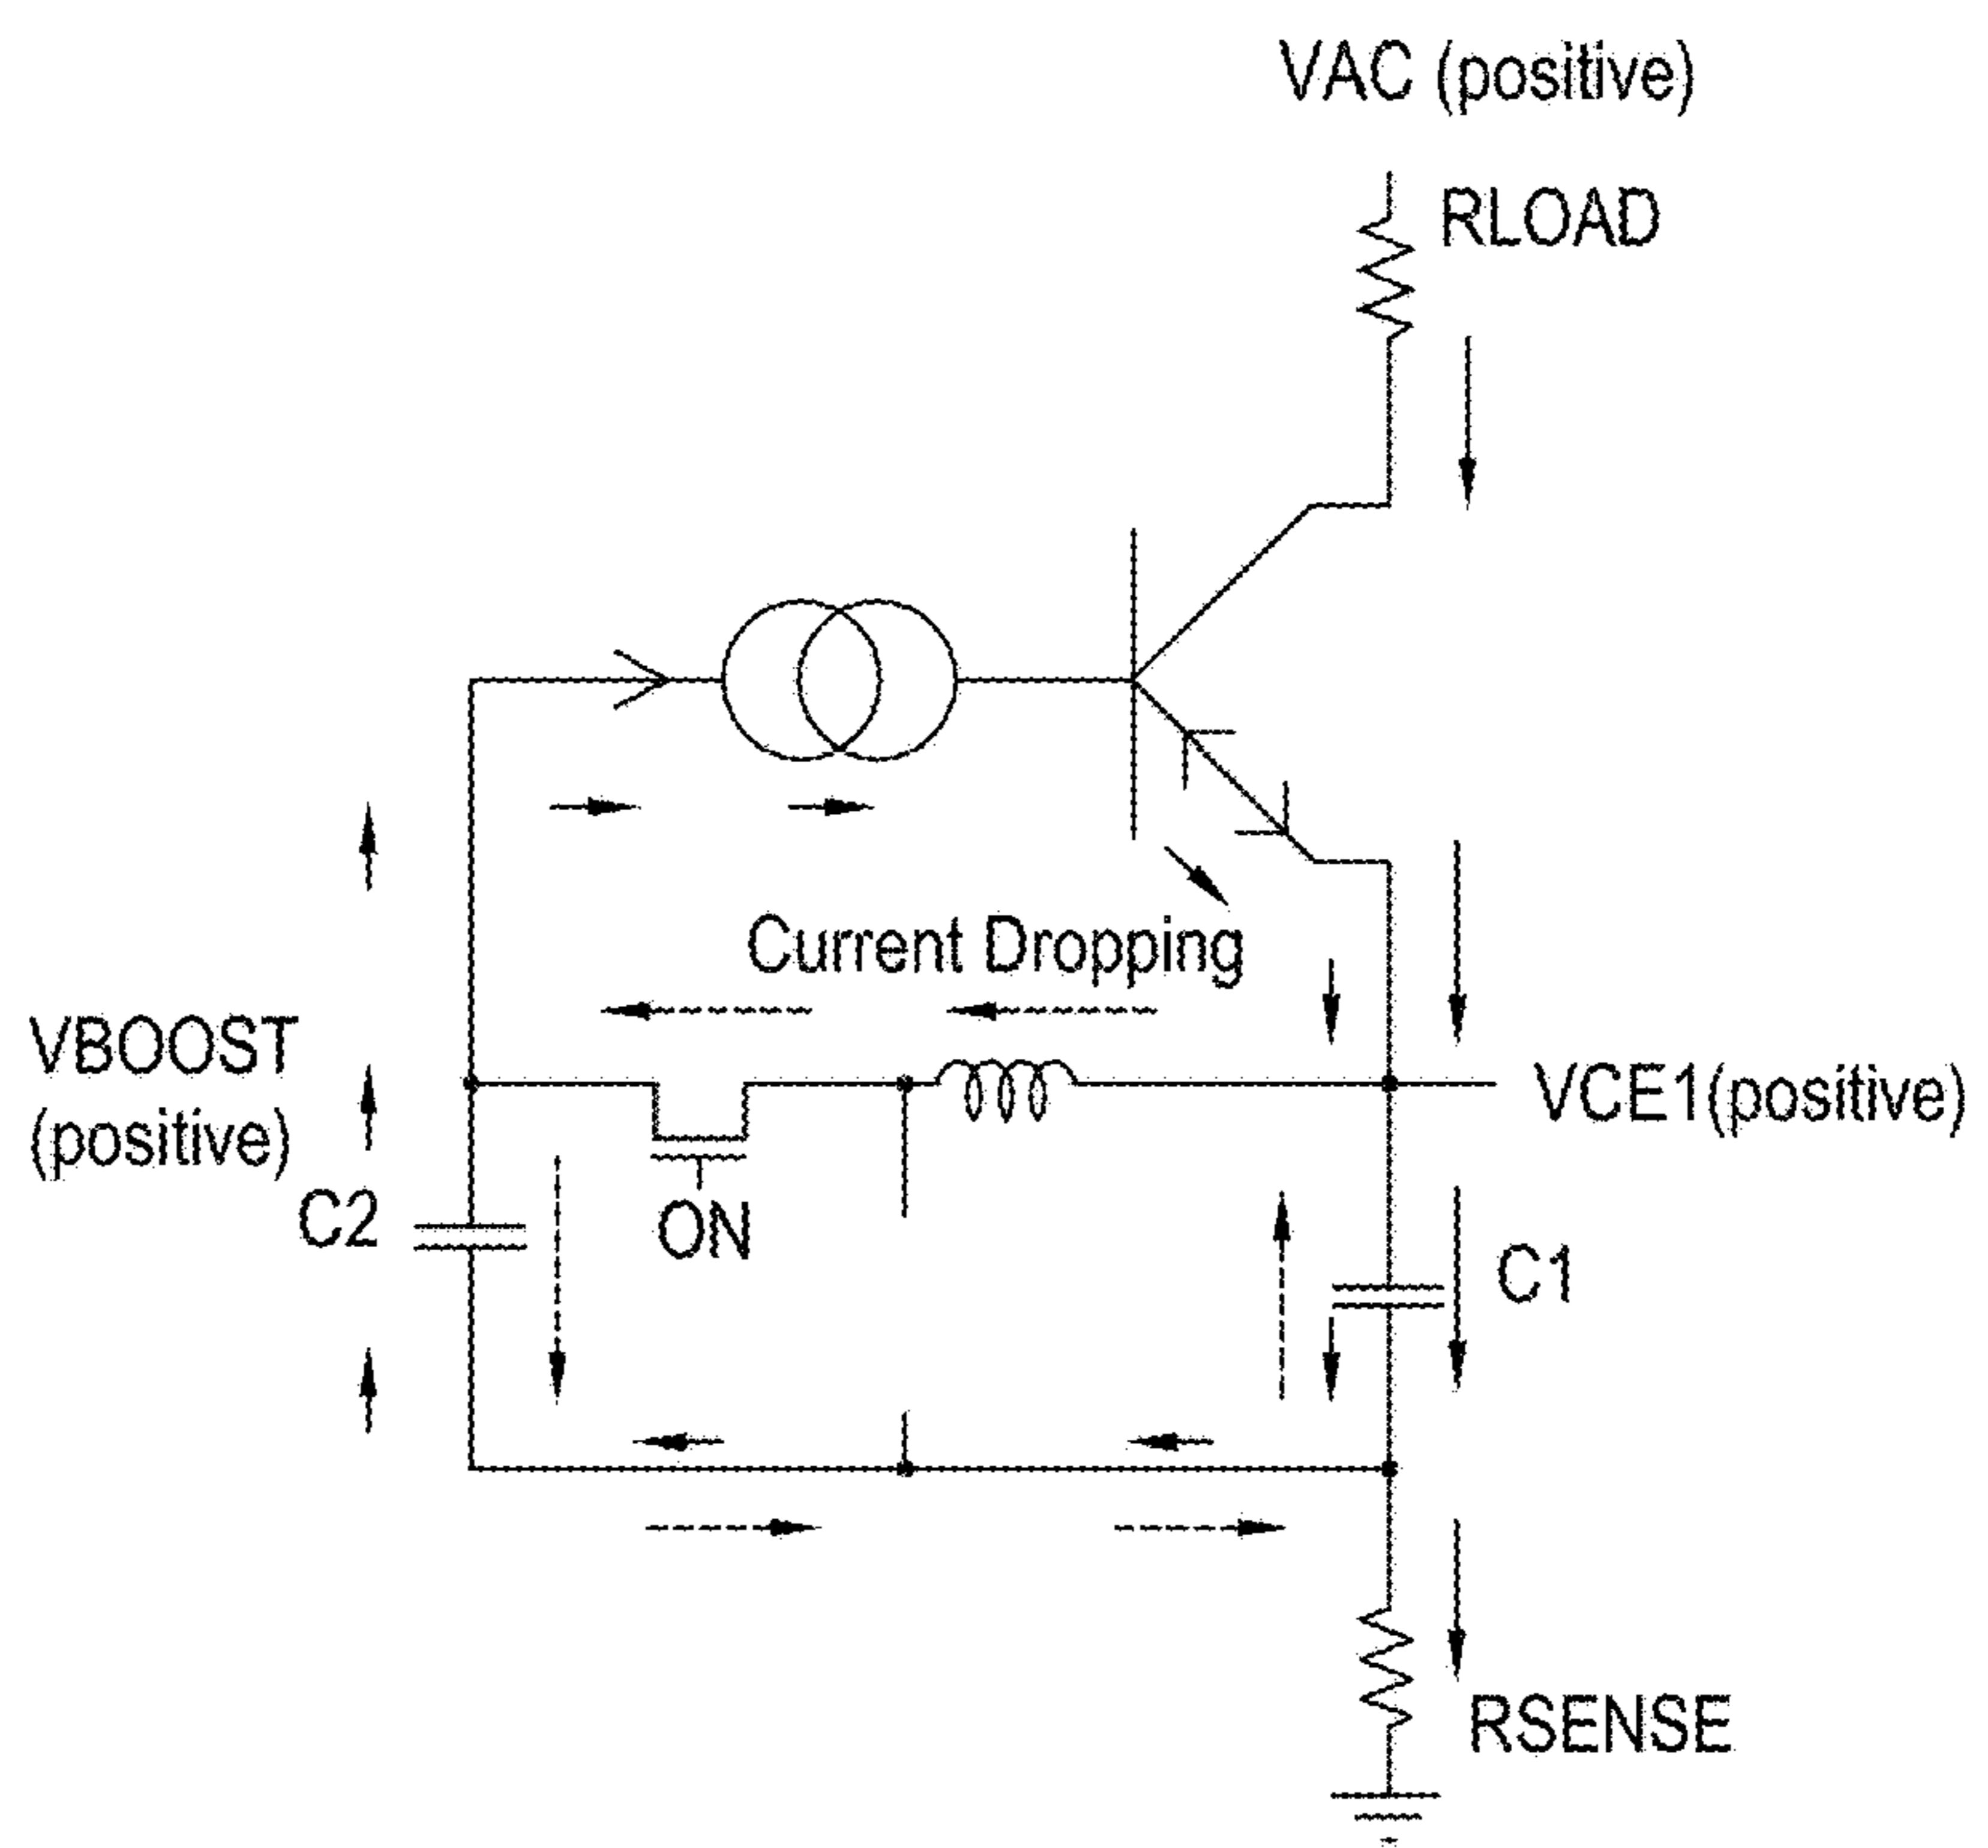 VAC (positive)
RLOAD
Current Dropping
VBOOST
(positive)
VCE1(positive)
C2
ON
C1
RSENSE